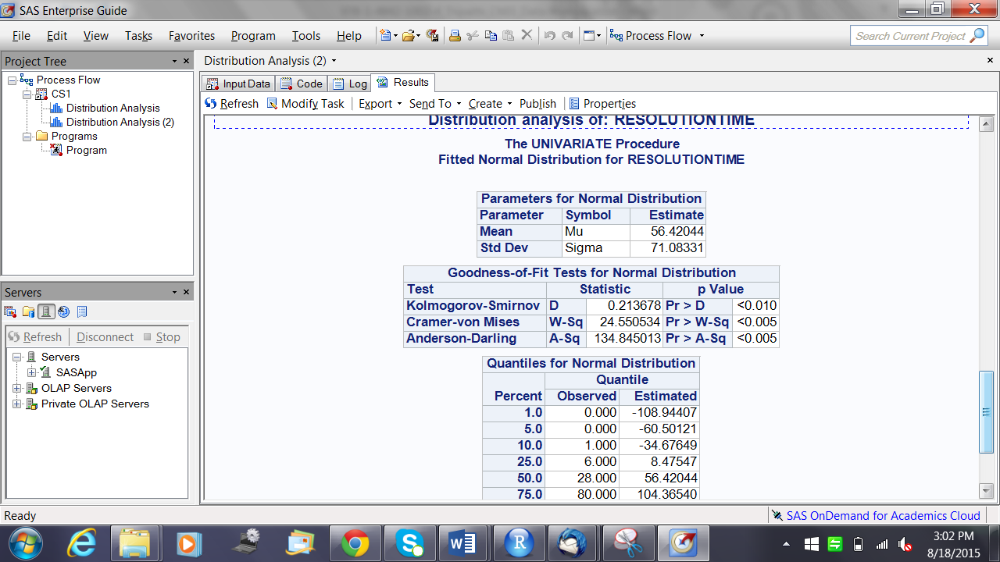 SAS Enterprise Guide
File Edit View Tasks Favorites Program Tools Help Process Flow Search Current Project
Project Tree
Process Flow
CS1
Distribution Analysis
Distribution Analysis (2)
Programs
Program
Servers
Refresh Disconnect Stop
Servers
SASApp
OLAP Servers
Private OLAP Servers
Distribution Analysis (2)
Input Data Code Log Results
Refresh Modify Task Export Send To Create Publish Properties
Distribution analysis of: RESOLUTIONTIME
The UNIVARIATE Procedure
Fitted Normal Distribution for RESOLUTIONTIME
Parameters for Normal Distribution
Parameter Symbol Estimate
Mean Mu 56.42044
Std Dev Sigma 71.08331
Goodness-of-Fit Tests for Normal Distribution
Test Statistic p Value
Kolmogorov-Smirnov D 0.213678 Pr > D <0.010
Cramer-von Mises W-Sq 24.550534 Pr > W-Sq <0.005
Anderson-Darling A-Sq 134.845013 Pr > A-Sq <0.005
Quantiles for Normal Distribution
Quantile
Percent Observed Estimated
1.0 0.000 -108.94407
5.0 0.000 -60.50121
10.0 1.000 -34.67649
25.0 6.000 8.47547
50.0 28.000 56.42044
75.0 80.000 104.36540
Ready
SAS OnDemand for Academics Cloud
3:02 PM
8/18/2015